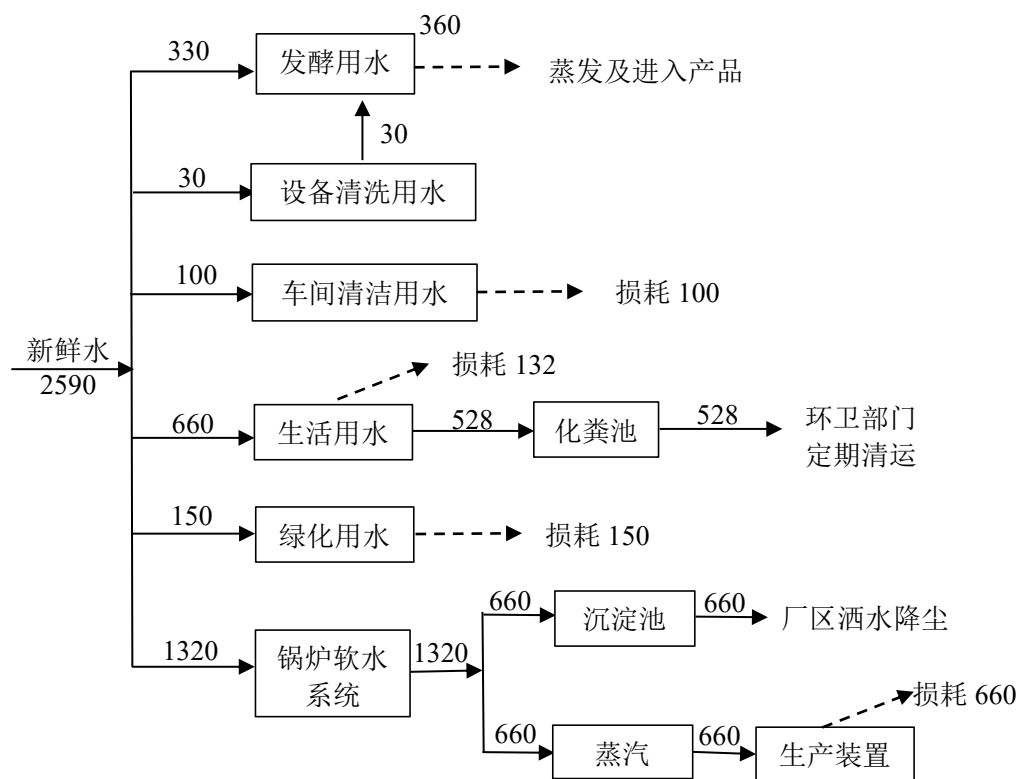 360
330
发酵用水
蒸发及进入产品
30
30
设备清洗用水
100
车间清洁用水
损耗 100
新鲜水
2590
损耗 132
660
生活用水
528
化粪池
528
环卫部门
定期清运
150
绿化用水
损耗 150
660
沉淀池
660
厂区洒水降尘
1320
锅炉软水
系统
1320
损耗 660
660
蒸汽
660
生产装置